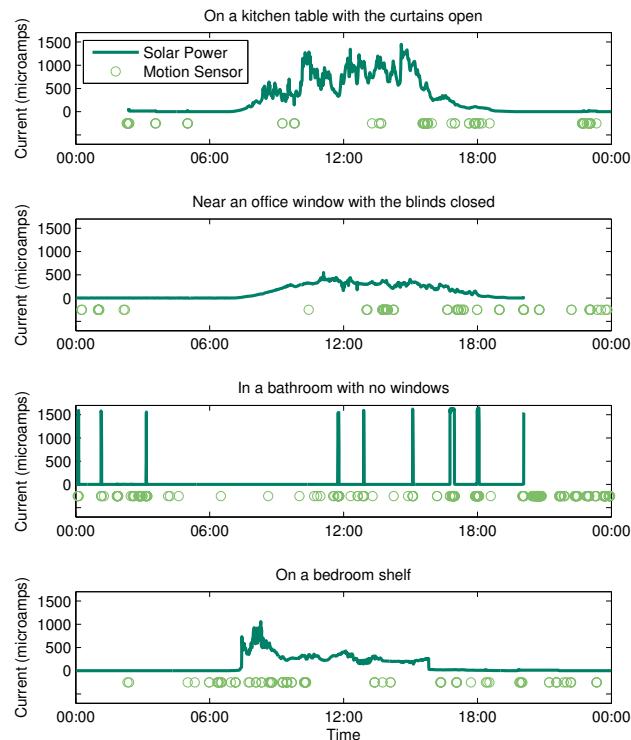 On a kitchen table with the curtains open
Current (microamps)
1500
1000
500
0
Solar Power
Motion Sensor
00:00 06:00 12:00 18:00 00:00
Near an office window with the blinds closed
Current (microamps)
1500
1000
500
0
00:00 06:00 12:00 18:00 00:00
In a bathroom with no windows
Current (microamps)
1500
1000
500
0
00:00 06:00 12:00 18:00 00:00
On a bedroom shelf
Current (microamps)
1500
1000
500
0
00:00 06:00 12:00 18:00 00:00
Time